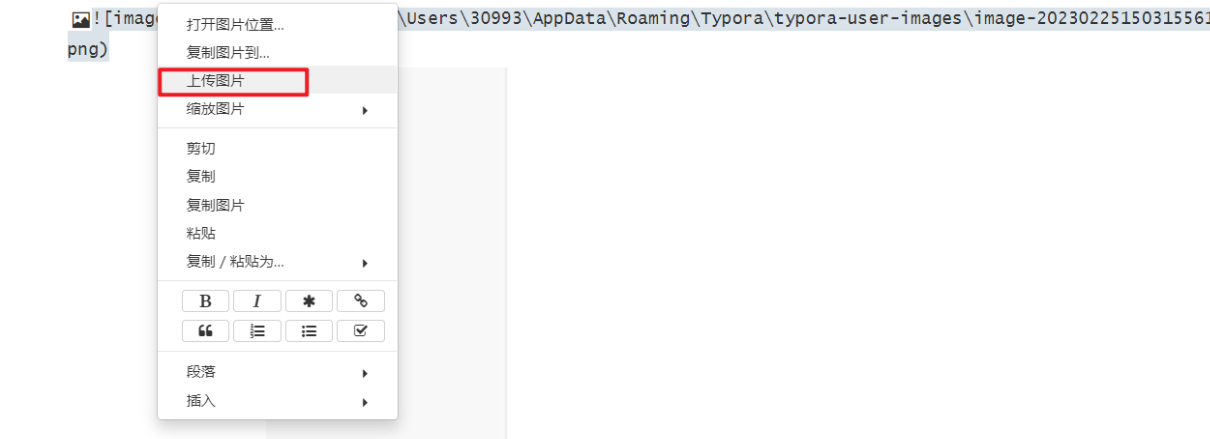 ![imag \Users\30993\AppData\Roaming\Typora\typora-user-images\image-20230225150315561
png)
打开图片位置...
复制图片到...
上传图片
缩放图片
剪切
复制
复制图片
粘贴
复制 / 粘贴为...
B I
段落
插入